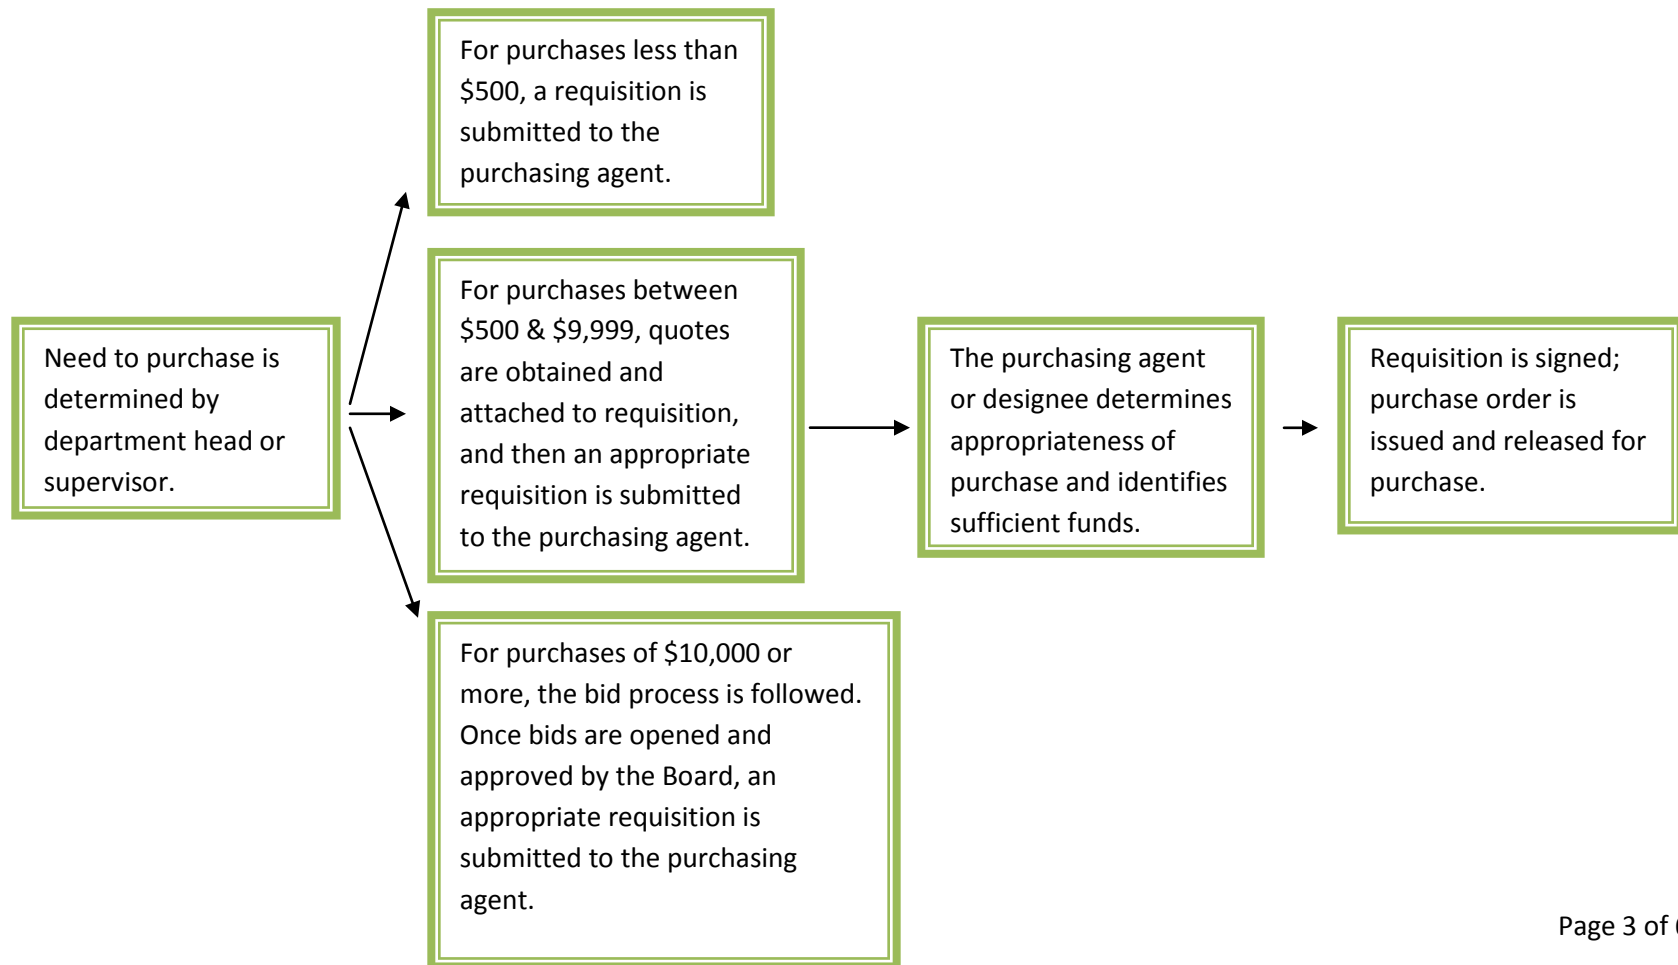 For purchases less than
$500, a requisition is
submitted to the
purchasing agent.
Need to purchase is
determined by
department head or
supervisor.
For purchases between
$500 & $9,999, quotes
are obtained and
attached to requisition,
and then an appropriate
requisition is submitted
to the purchasing agent.
The purchasing agent
or designee determines
appropriateness of
purchase and identifies
sufficient funds.
Requisition is signed;
purchase order is
issued and released for
purchase.
For purchases of $10,000 or
more, the bid process is followed.
Once bids are opened and
approved by the Board, an
appropriate requisition is
submitted to the purchasing
agent.
Page 3 of